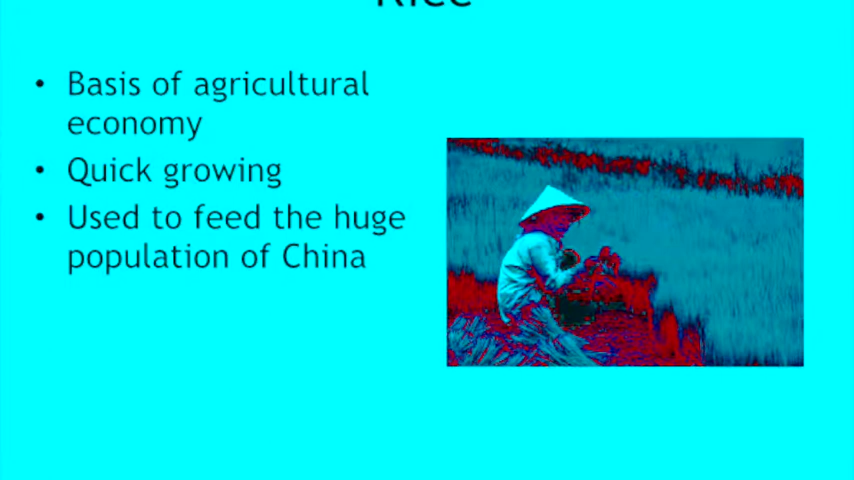 Rice
• Basis of agricultural
economy
• Quick growing
• Used to feed the huge
population of China